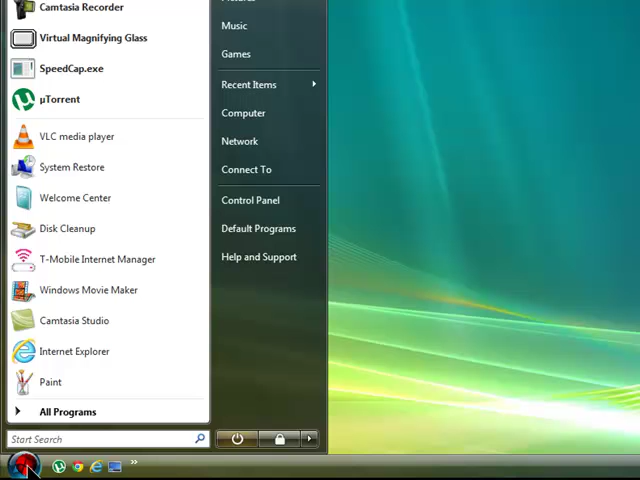 Camtasia Recorder
Virtual Magnifying Glass
SpeedCap.exe
µTorrent
VLC media player
System Restore
Welcome Center
Disk Cleanup
T-Mobile Internet Manager
Windows Movie Maker
Camtasia Studio
Internet Explorer
Paint
All Programs
Start Search
Music
Games
Recent Items
Computer
Network
Connect To
Control Panel
Default Programs
Help and Support